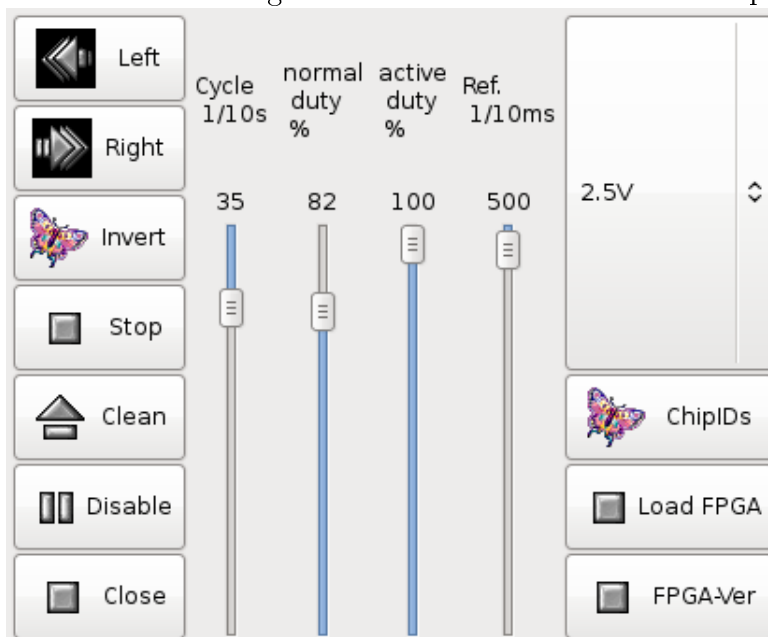 Left
Right
Invert
Stop
Clean
Disable
Close
Cycle
1/10s
35
normal
duty
%
82
active
duty
%
100
Ref.
1/10ms
500
2.5V
ChipIDs
Load FPGA
FPGA-Ver